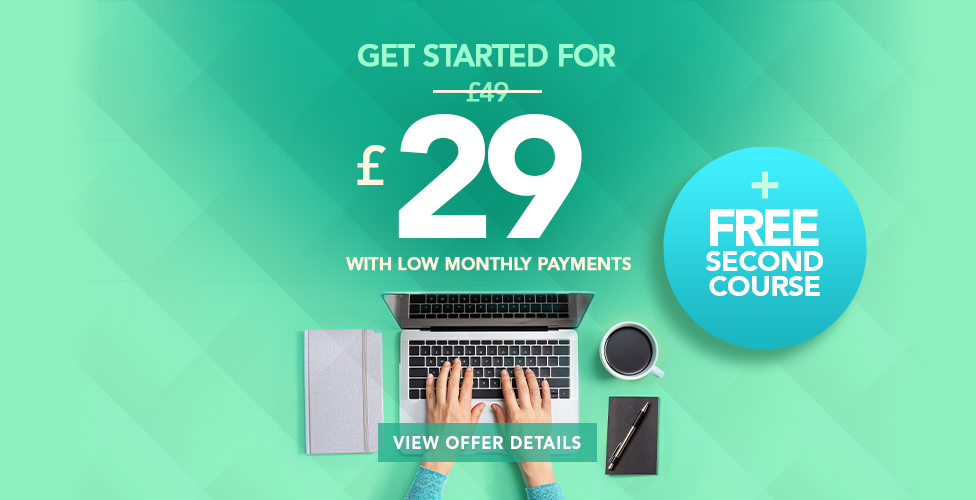 GET STARTED FOR
£49
£29
WITH LOW MONTHLY PAYMENTS
+
FREE
SECOND
COURSE
VIEW OFFER DETAILS